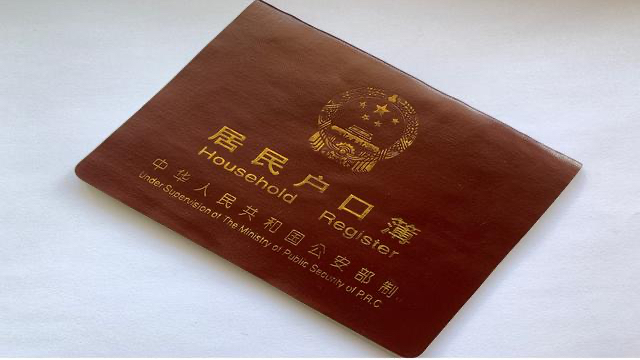 居民户口簿
Household Register
中华人民共和国公安部制
Under Supervision of The Ministry of Public Security of P.R.C